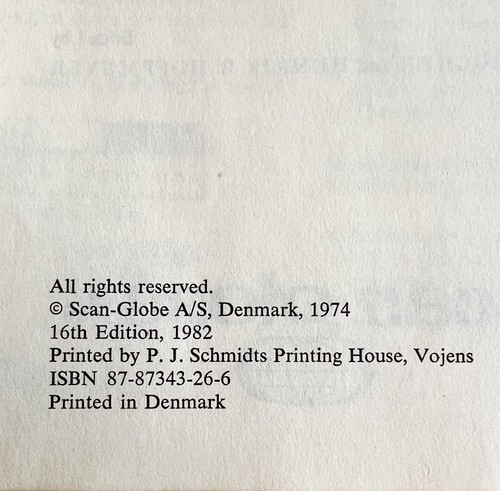 All rights reserved.
© Scan-Globe A/S, Denmark, 1974
16th Edition, 1982
Printed by P. J. Schmidts Printing House, Vojens
ISBN 87-87343-26-6
Printed in Denmark